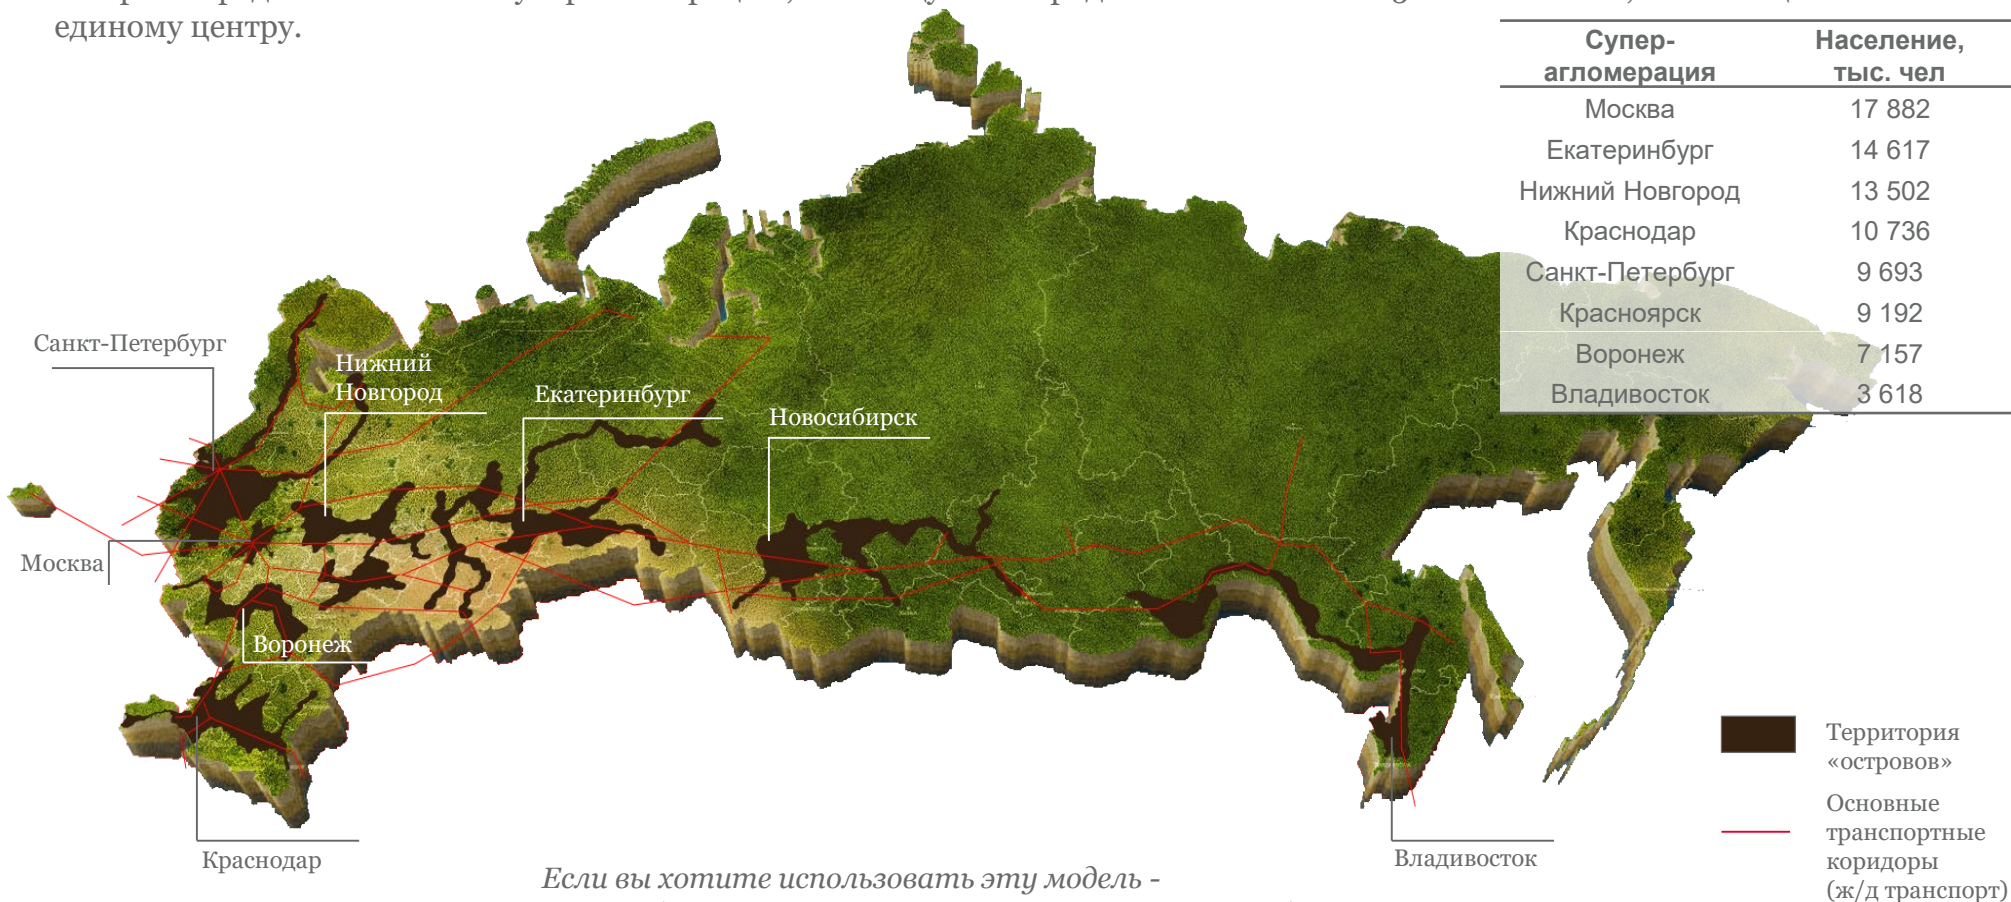 единому центру.
Супер-
агломерация
Население,
тыс. чел
Москва 17 882
Екатеринбург 14 617
Нижний Новгород 13 502
Краснодар 10 736
Санкт-Петербург 9 693
Красноярск 9 192
Воронеж 7 157
Владивосток 3 618
Санкт-Петербург
Нижний
Новгород
Екатеринбург
Новосибирск
Москва
Воронеж
Краснодар
Владивосток
Территория
«островов»
Основные
транспортные
коридоры
(ж/д транспорт)
Если вы хотите использовать эту модель -